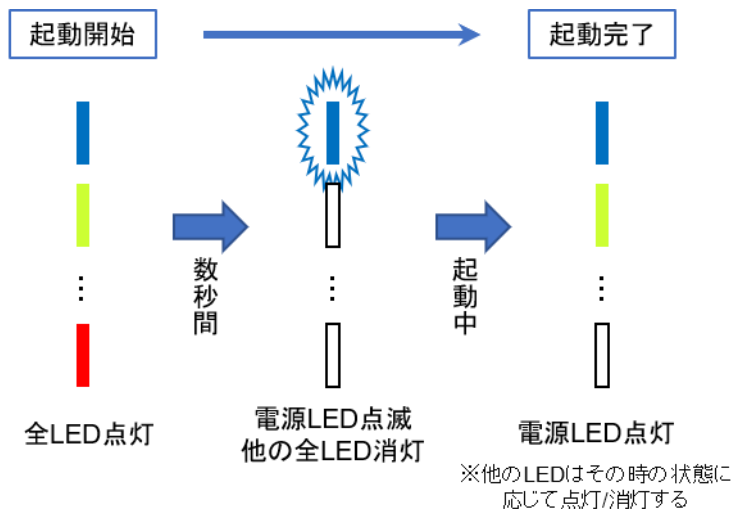 起動開始
起動完了
数秒間
起動中
⋮
⋮
⋮
全LED点灯
電源LED点滅
他の全LED消灯
電源LED点灯
※他のLEDはその時の状態に
応じて点灯/消灯する